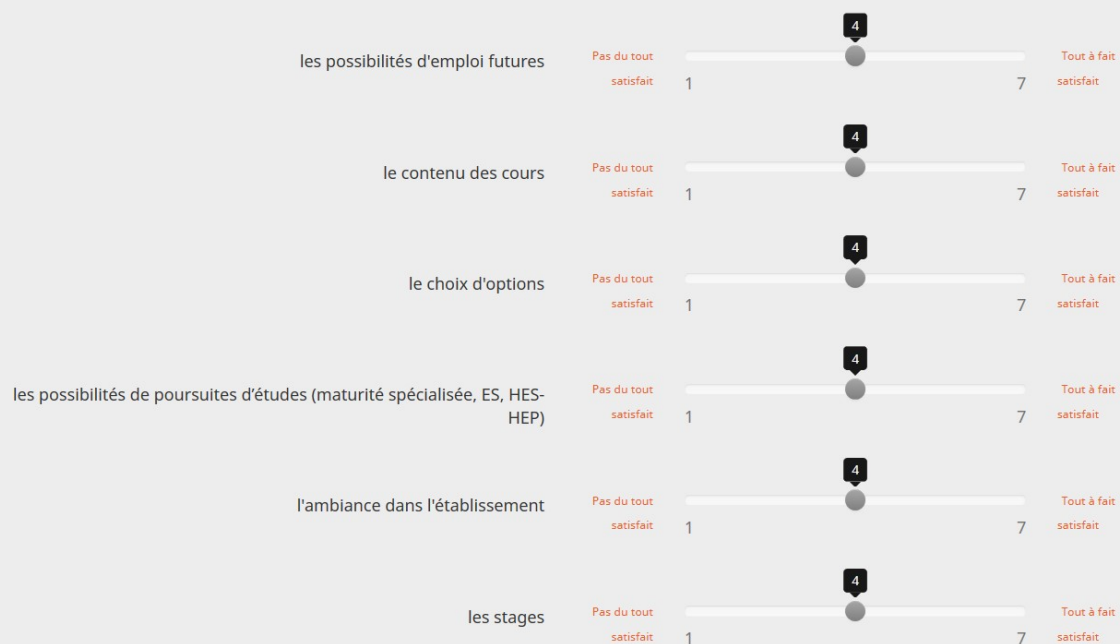 4
les possibilités d'emploi futures
Pas du tout
satisfait
1
7
Tout à fait
satisfait
4
le contenu des cours
Pas du tout
satisfait
1
7
Tout à fait
satisfait
4
le choix d'options
Pas du tout
satisfait
1
7
Tout à fait
satisfait
4
les possibilités de poursuites d’études (maturité spécialisée, ES, HES-
HEP)
Pas du tout
satisfait
1
7
Tout à fait
satisfait
4
l'ambiance dans l'établissement
Pas du tout
satisfait
1
7
Tout à fait
satisfait
4
les stages
Pas du tout
satisfait
1
7
Tout à fait
satisfait